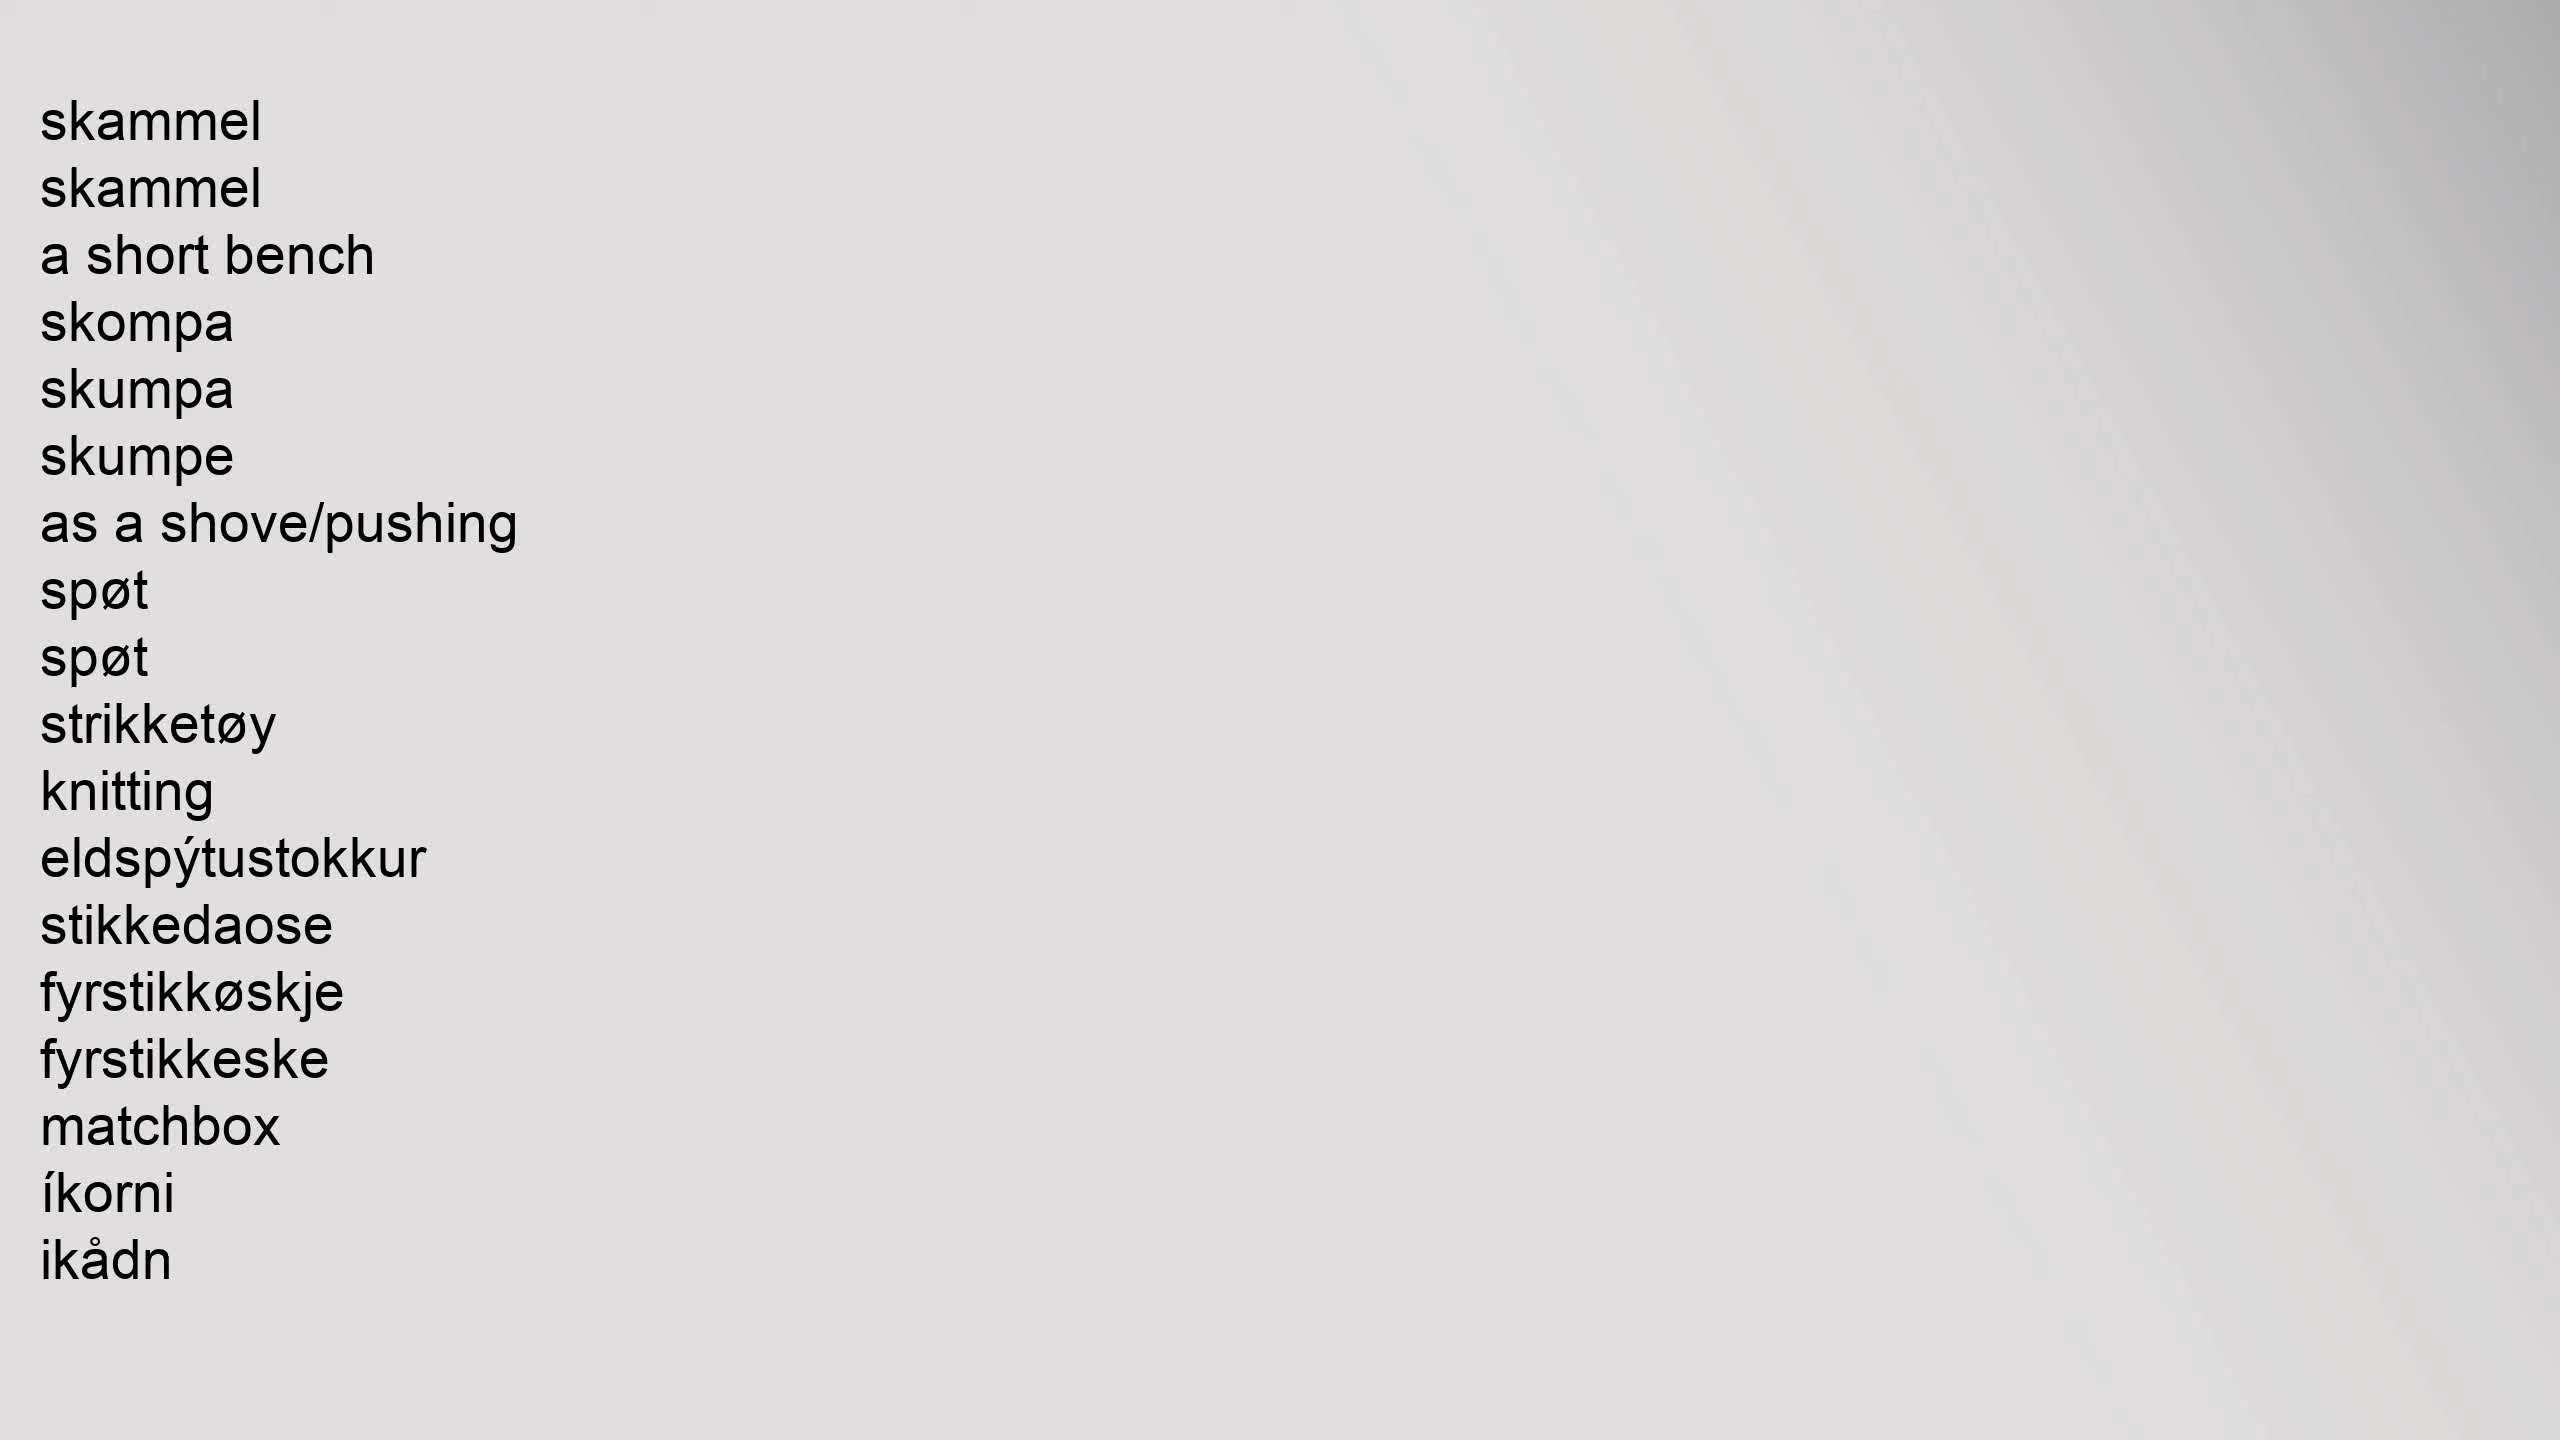 skammel
skammel
a short bench
skompa
skumpa
skumpe
as a shove/pushing
spøt
spøt
strikketøy
knitting
eldspýtustokkur
stikkedaose
fyrstikkøskje
fyrstikkeske
matchbox
íkorni
ikådn